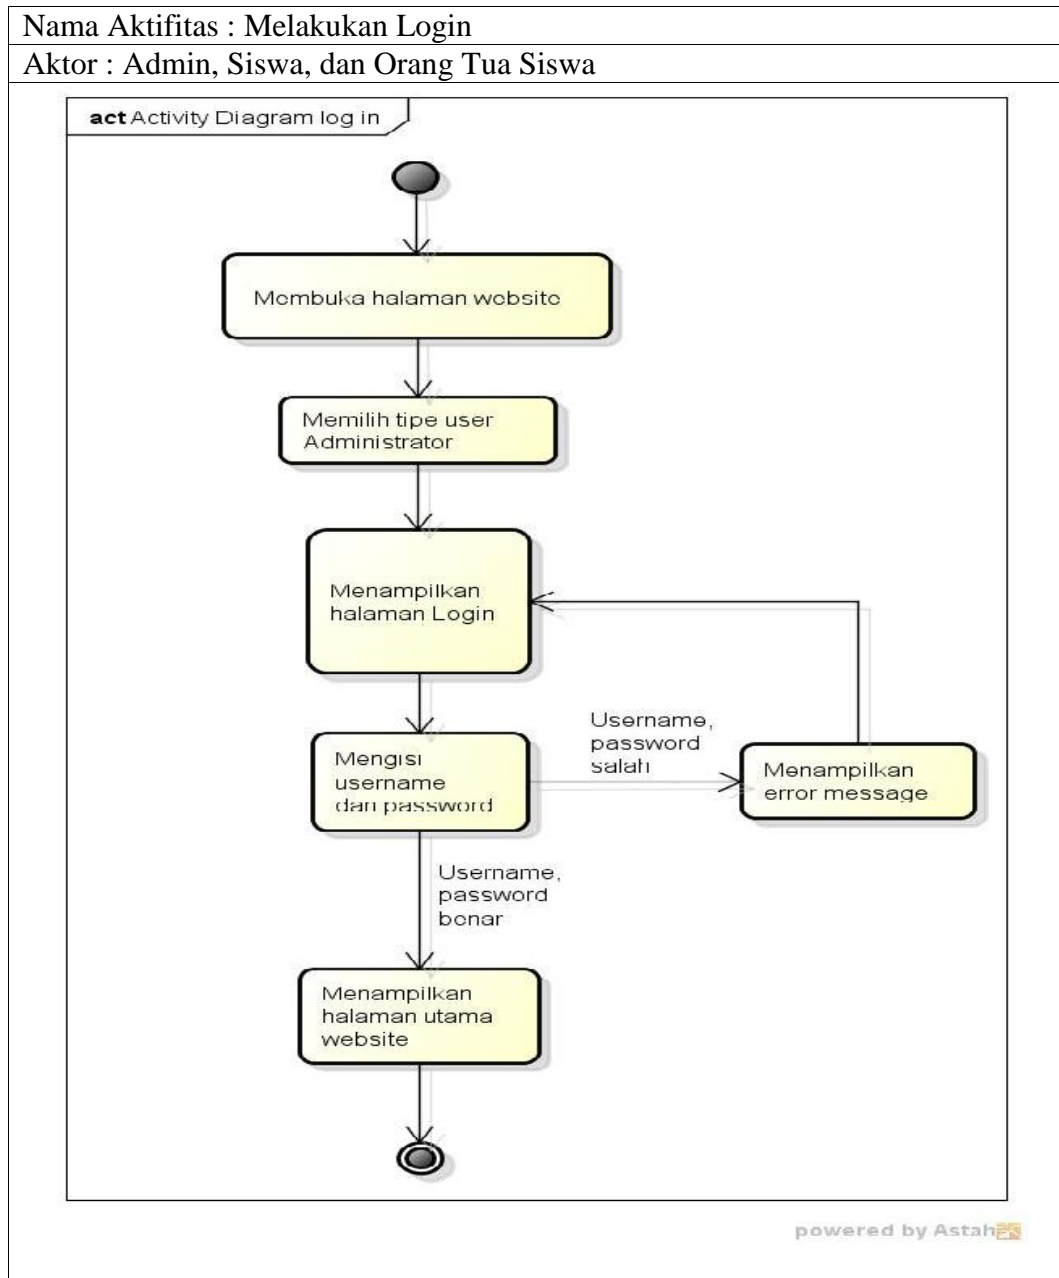 Nama Aktifitas : Melakukan Login
Aktor : Admin, Siswa, dan Orang Tua Siswa
act Activity Diagram log in
Membuka halaman website
Memilih tipe user
Administrator
Menampilkan
halaman Login
Mengisi
username
dan password
Username,
password
salah
Menampilkan
error message
Username,
password
benar
Menampilkan
halaman utama
website
powered by Astah